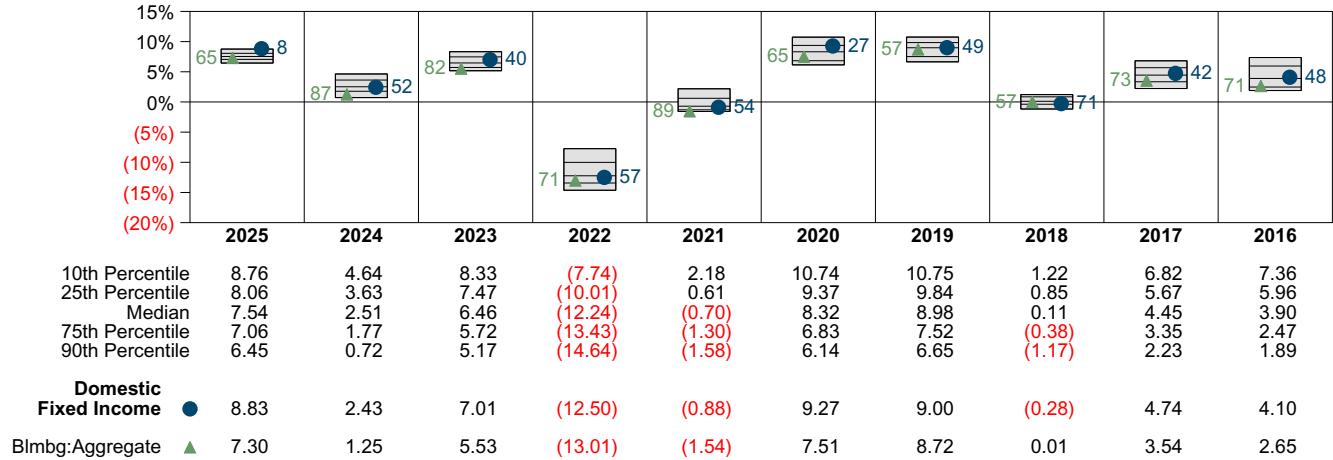 15%
10%
5%
0%
(5%)
(10%)
(15%)
(20%)
65 8
87 52
82 40
71 57
89 54
65 27
57 49
57 71
73 42
71 48
2025 2024 2023 2022 2021 2020 2019 2018 2017 2016
10th Percentile 8.76 4.64 8.33 (7.74) 2.18 10.74 10.75 1.22 6.82 7.36
25th Percentile 8.06 3.63 7.47 (10.01) 0.61 9.37 9.84 0.85 5.67 5.96
Median 7.54 2.51 6.46 (12.24) (0.70) 8.32 8.98 0.11 4.45 3.90
75th Percentile 7.06 1.77 5.72 (13.43) (1.30) 6.83 7.52 (0.38) 3.35 2.47
90th Percentile 6.45 0.72 5.17 (14.64) (1.58) 6.14 6.65 (1.17) 2.23 1.89
Domestic
Fixed Income 8.83 2.43 7.01 (12.50) (0.88) 9.27 9.00 (0.28) 4.74 4.10
Blmbg:Aggregate 7.30 1.25 5.53 (13.01) (1.54) 7.51 8.72 0.01 3.54 2.65